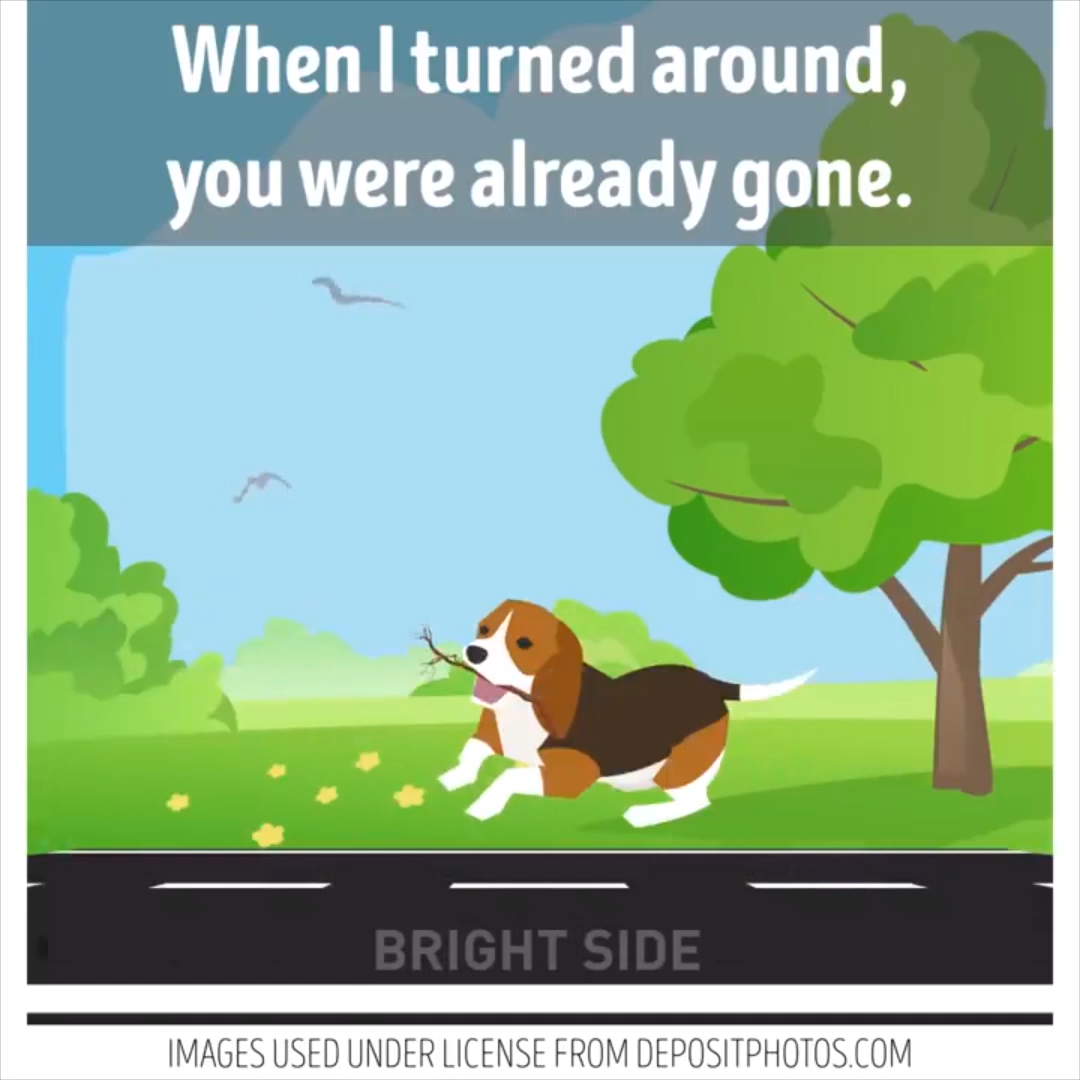 When I turned around,
you were already gone.
BRIGHT SIDE
IMAGES USED UNDER LICENSE FROM DEPOSITPHOTOS.COM